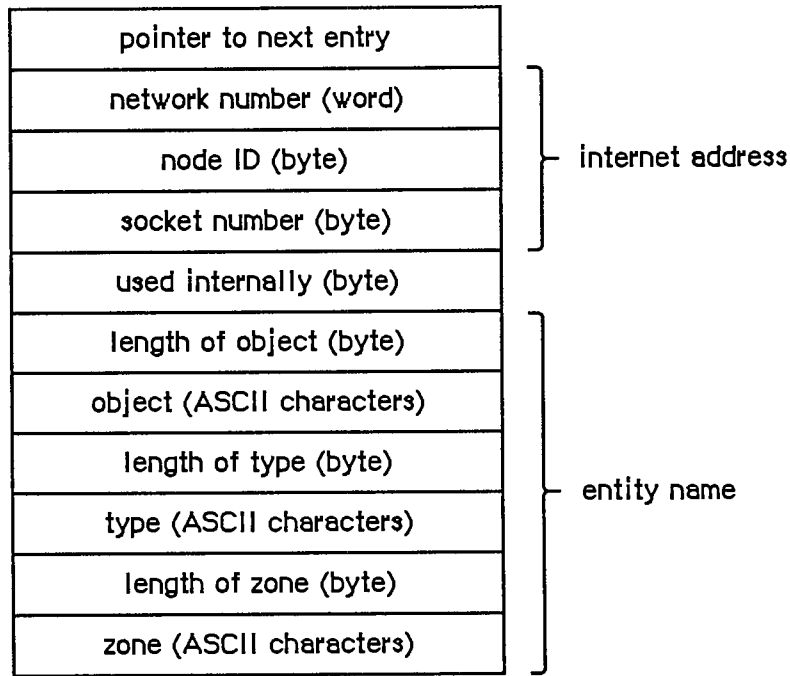 pointer to next entry
network number (word)
node ID (byte)
socket number (byte)
internet address
used internally (byte)
length of object (byte)
object (ASCII characters)
length of type (byte)
type (ASCII characters)
length of zone (byte)
zone (ASCII characters)
entity name